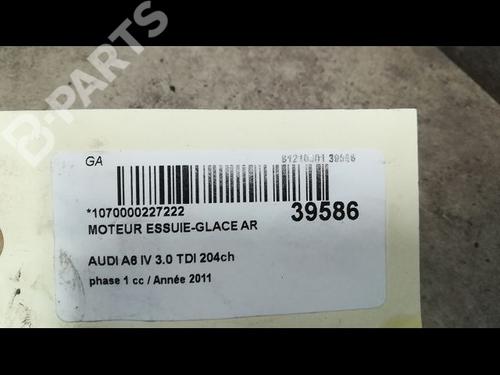 B-PARTS
GA
*1070000227222
39586
MOTEUR ESSUIE-GLACE AR
AUDI A6 IV 3.0 TDI 204ch
phase 1 cc / Année 2011